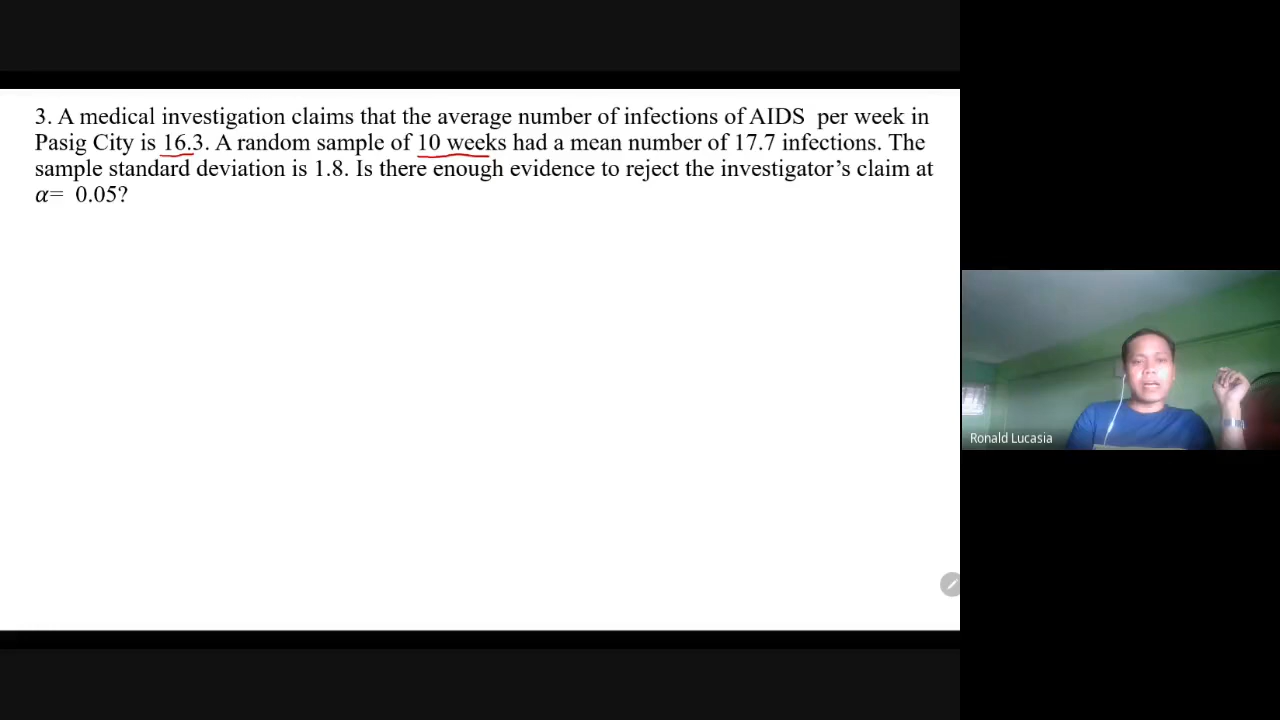 3. A medical investigation claims that the average number of infections of AIDS per week in
Pasig City is 16.3. A random sample of 10 weeks had a mean number of 17.7 infections. The
sample standard deviation is 1.8. Is there enough evidence to reject the investigator’s claim at
α= 0.05?
Ronald Lucasia